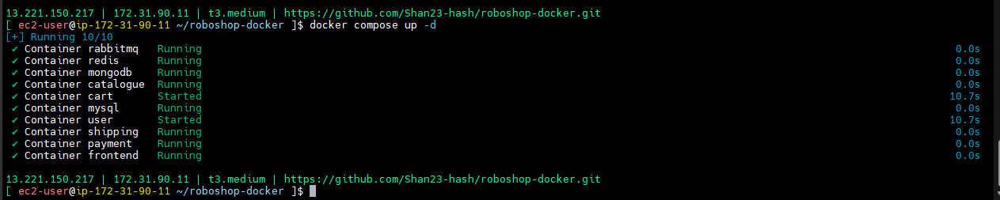 13.221.150.217 | 172.31.90.11 | t3.medium | https://github.com/Shan23-hash/roboshop-docker.git
[ ec2-user@ip-172-31-90-11 ~/roboshop-docker ]$ docker compose up -d
[+] Running 10/10
✔ Container rabbitmq   Running   0.0s
✔ Container redis      Running   0.0s
✔ Container mongodb    Running   0.0s
✔ Container catalogue  Running   0.0s
✔ Container cart       Started   10.7s
✔ Container mysql      Running   0.0s
✔ Container user       Started   10.7s
✔ Container shipping   Running   0.0s
✔ Container payment    Running   0.0s
✔ Container frontend   Running   0.0s
13.221.150.217 | 172.31.90.11 | t3.medium | https://github.com/Shan23-hash/roboshop-docker.git
[ ec2-user@ip-172-31-90-11 ~/roboshop-docker ]$